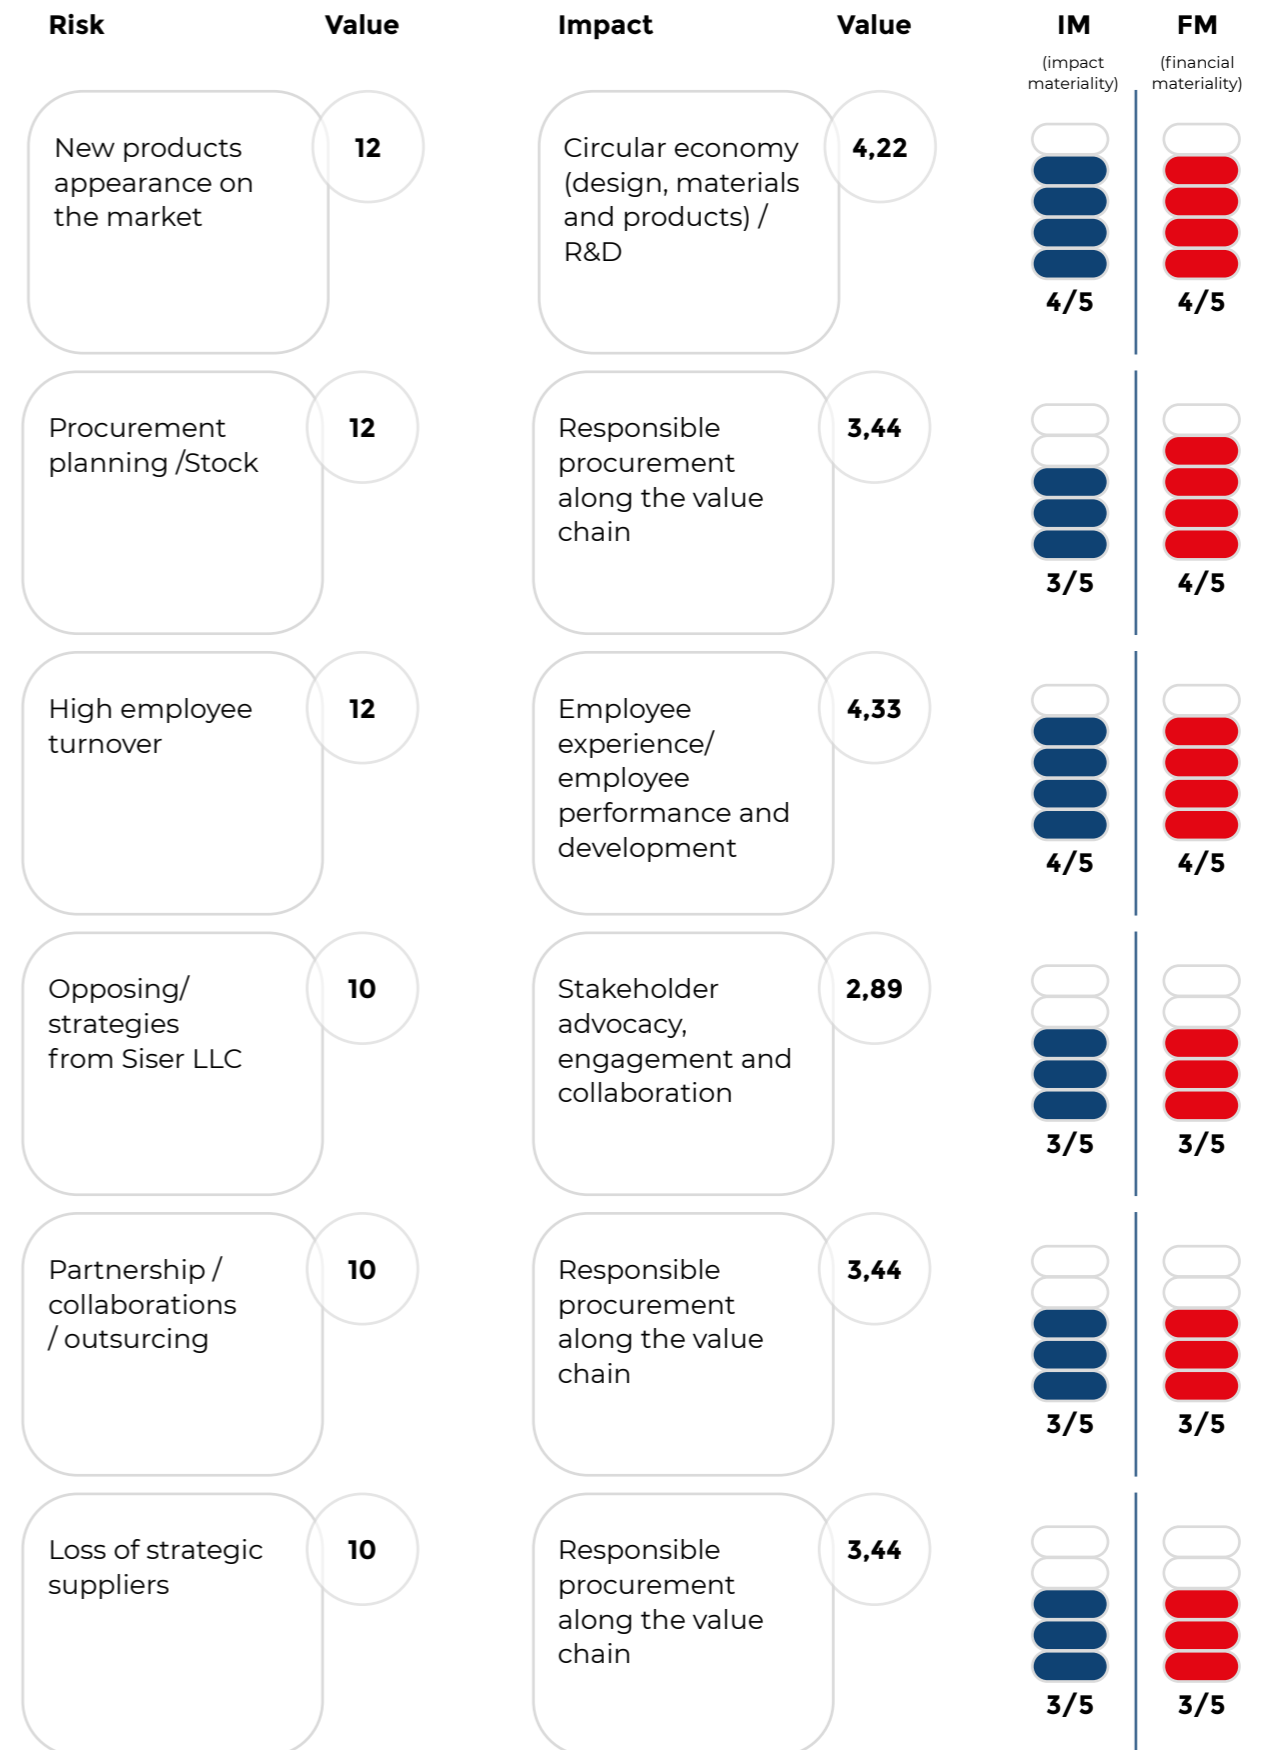 Risk Value Impact Value IM FM
(impact materiality) (financial materiality)
New products
appearance on
the market
12
Circular economy
(design, materials
and products) /
R&D
4,22
4/5 4/5
Procurement
planning /Stock
12
Responsible
procurement
along the value
chain
3,44
3/5 4/5
High employee
turnover
12
Employee
experience/
employee
performance and
development
4,33
4/5 4/5
Opposing/
strategies
from Siser LLC
10
Stakeholder
advocacy,
engagement and
collaboration
2,89
3/5 3/5
Partnership /
collaborations
/ outsurcing
10
Responsible
procurement
along the value
chain
3,44
3/5 3/5
Loss of strategic
suppliers
10
Responsible
procurement
along the value
chain
3,44
3/5 3/5